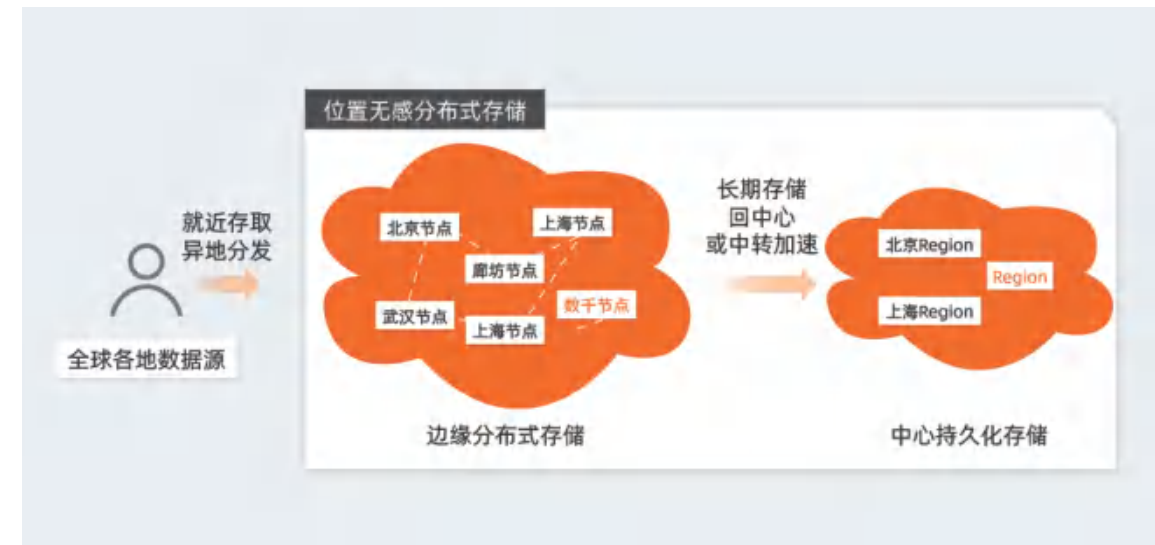 位置无感分布式存储
就近存取
异地分发
全球各地数据源
北京节点
上海节点
廊坊节点
数千节点
武汉节点
上海节点
边缘分布式存储
长期存储
回中心
或中转加速
北京Region
Region
上海Region
中心持久化存储